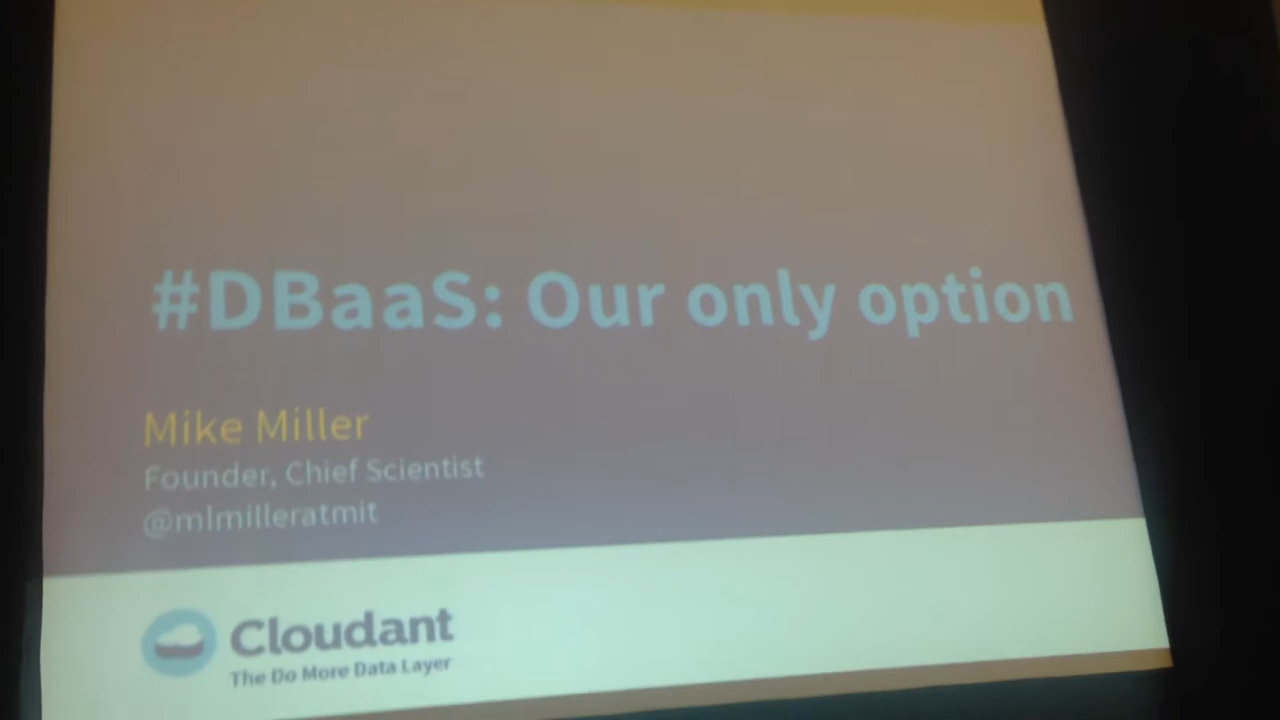 #DBaaS: Our only option
Mike Miller
Founder, Chief Scientist
@mlmilleratmit
Cloudant
The Do More Data Layer